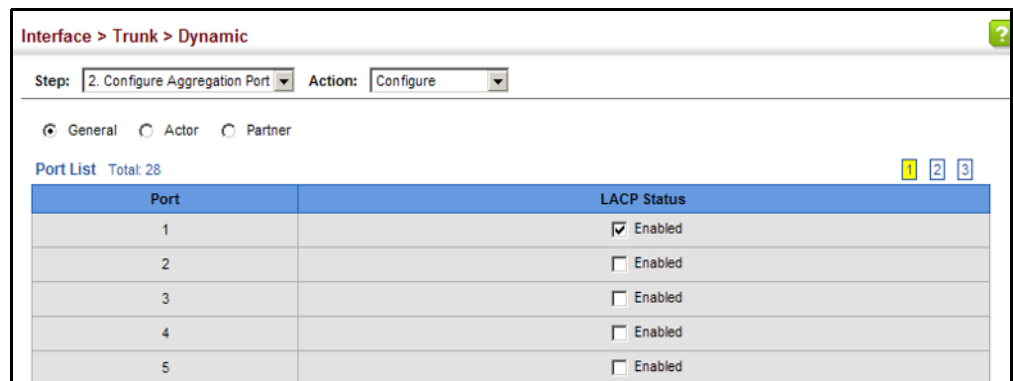 Interface > Trunk > Dynamic
?
Step: 2. Configure Aggregation Port Action: Configure
General Actor Partner
Port List Total: 28 1 2 3
Port LACP Status
1 Enabled
2 Enabled
3 Enabled
4 Enabled
5 Enabled